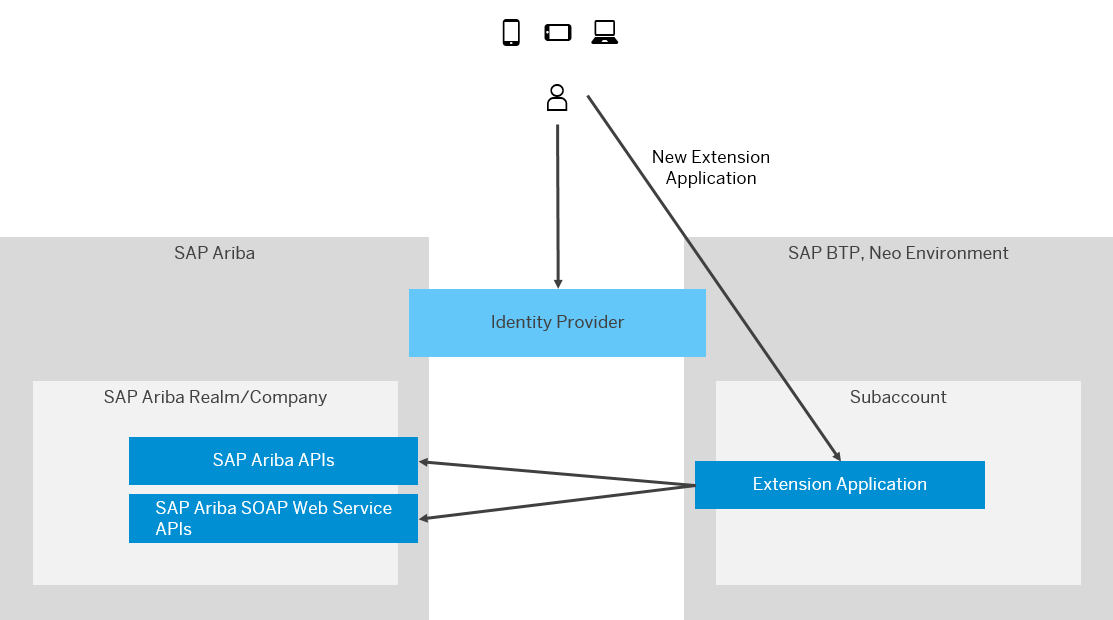 New Extension
Application
SAP Ariba
SAP BTP, Neo Environment
Identity Provider
SAP Ariba Realm/Company
Subaccount
SAP Ariba APIs
Extension Application
SAP Ariba SOAP Web Service
APIs